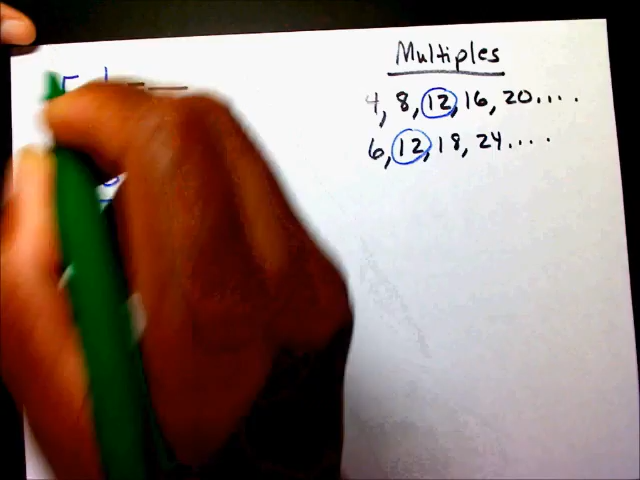 Multiples
4, 8, 12, 16, 20....
6, 12, 18, 24....